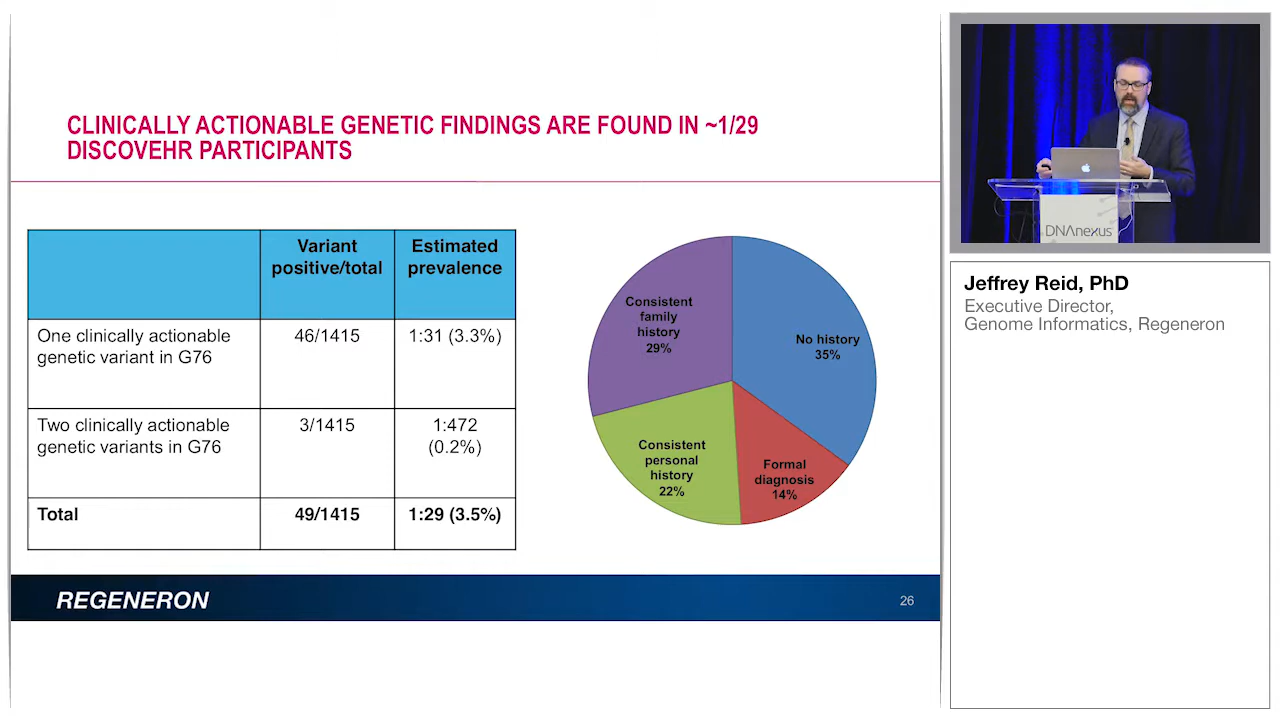 CLINICALLY ACTIONABLE GENETIC FINDINGS ARE FOUND IN ~1/29
DISCOVEHR PARTICIPANTS
Variant
positive/total
Estimated
prevalence
One clinically actionable
genetic variant in G76
46/1415
1:31 (3.3%)
Two clinically actionable
genetic variants in G76
3/1415
1:472
(0.2%)
Total
49/1415
1:29 (3.5%)
Consistent
family
history
29%
No history
35%
Consistent
personal
history
22%
Formal
diagnosis
14%
REGENERON
26
DNAnexus
Jeffrey Reid, PhD
Executive Director,
Genome Informatics, Regeneron